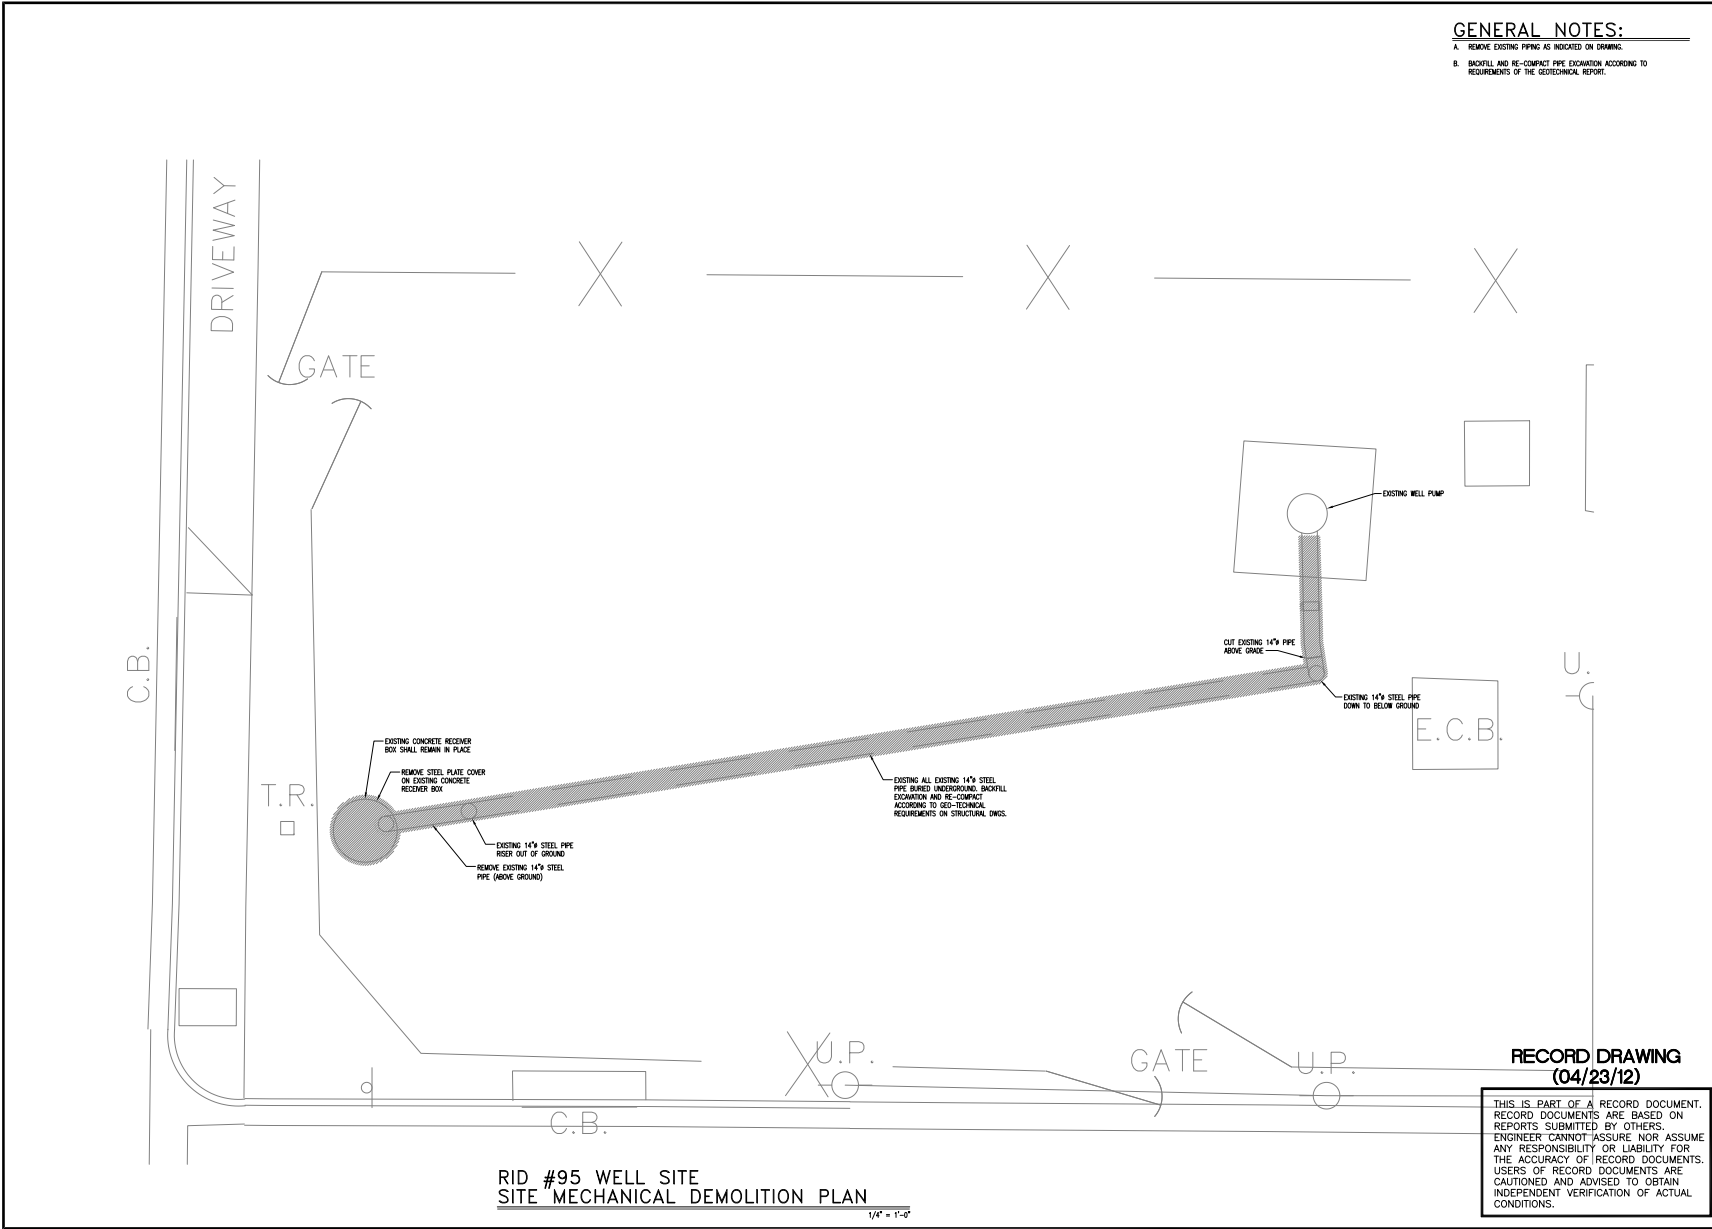 GENERAL NOTES:
A. REMOVE EXISTING PIPING AS INDICATED ON DRAWING.
B. BACKFILL AND RE-COMPACT PIPE EXCAVATION ACCORDING TO
REQUIREMENTS OF THE GEOTECHNICAL REPORT.
DRIVEWAY
GATE
EXISTING WELL PUMP
CUT EXISTING 14"ø PIPE
ABOVE GRADE
C.B.
U.
EXISTING 14"ø STEEL PIPE
DOWN TO BELOW GROUND
E.C.B.
EXISTING CONCRETE RECEIVER
BOX SHALL REMAIN IN PLACE
REMOVE STEEL PLATE COVER
ON EXISTING CONCRETE
RECEIVER BOX
T.R.
EXISTING ALL EXISTING 14"ø STEEL
PIPE BURIED UNDERGROUND. BACKFILL
EXCAVATION AND RE-COMPACT
ACCORDING TO GEO-TECHNICAL
REQUIREMENTS ON STRUCTURAL DWGS.
EXISTING 14"ø STEEL PIPE
RISER OUT OF GROUND
REMOVE EXISTING 14"ø STEEL
PIPE (ABOVE GROUND)
U.P.
GATE
U.P.
C.B.
RECORD DRAWING
(04/23/12)
THIS IS PART OF A RECORD DOCUMENT.
RECORD DOCUMENTS ARE BASED ON
REPORTS SUBMITTED BY OTHERS.
ENGINEER CANNOT ASSURE NOR ASSUME
ANY RESPONSIBILITY OR LIABILITY FOR
THE ACCURACY OF RECORD DOCUMENTS.
USERS OF RECORD DOCUMENTS ARE
CAUTIONED AND ADVISED TO OBTAIN
INDEPENDENT VERIFICATION OF ACTUAL
CONDITIONS.
RID #95 WELL SITE
SITE MECHANICAL DEMOLITION PLAN
1/4" = 1'-0"